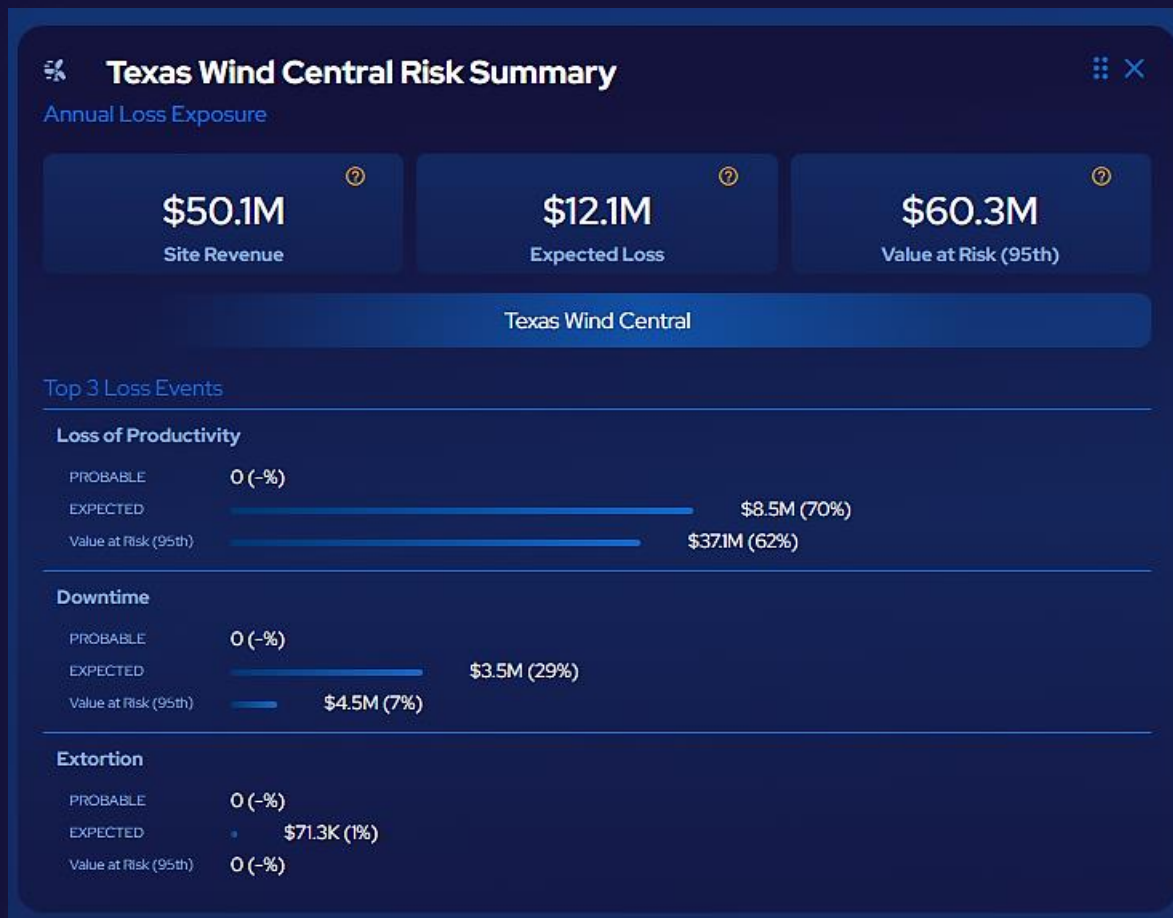 Texas Wind Central Risk Summary
Annual Loss Exposure
?
?
?
$50.1M
$12.1M
$60.3M
Site Revenue
Expected Loss
Value at Risk (95th)
Texas Wind Central
Top 3 Loss Events
Loss of Productivity
PROBABLE 0 (-%)
EXPECTED $8.5M (70%)
Value at Risk (95th) $37.1M (62%)
Downtime
PROBABLE 0 (-%)
EXPECTED $3.5M (29%)
Value at Risk (95th) $4.5M (7%)
Extortion
PROBABLE 0 (-%)
EXPECTED $71.3K (1%)
Value at Risk (95th) 0 (-%)